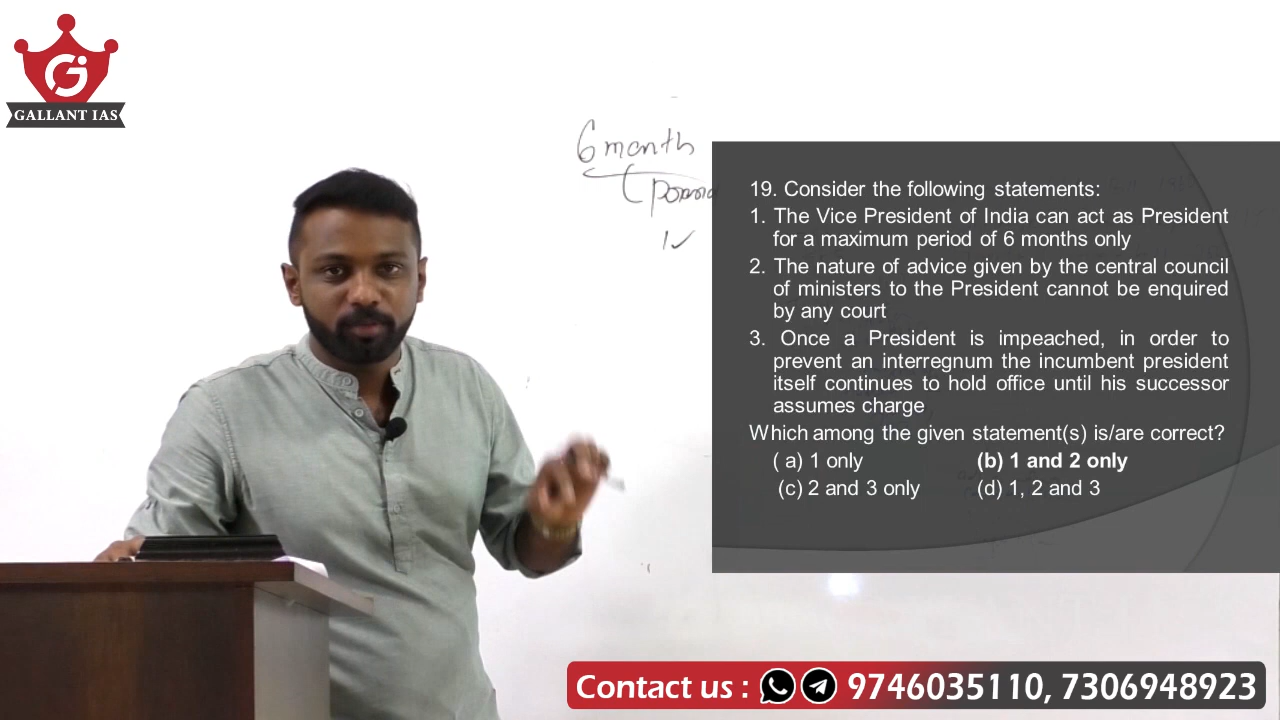 GALLANT IAS
6 month
1✓
19. Consider the following statements:
1. The Vice President of India can act as President
for a maximum period of 6 months only
2. The nature of advice given by the central council
of ministers to the President cannot be enquired
by any court
3. Once a President is impeached, in order to
prevent an interregnum the incumbent president
itself continues to hold office until his successor
assumes charge
Which among the given statement(s) is/are correct?
( a) 1 only (b) 1 and 2 only
(c) 2 and 3 only (d) 1, 2 and 3
Contact us : 9746035110, 7306948923